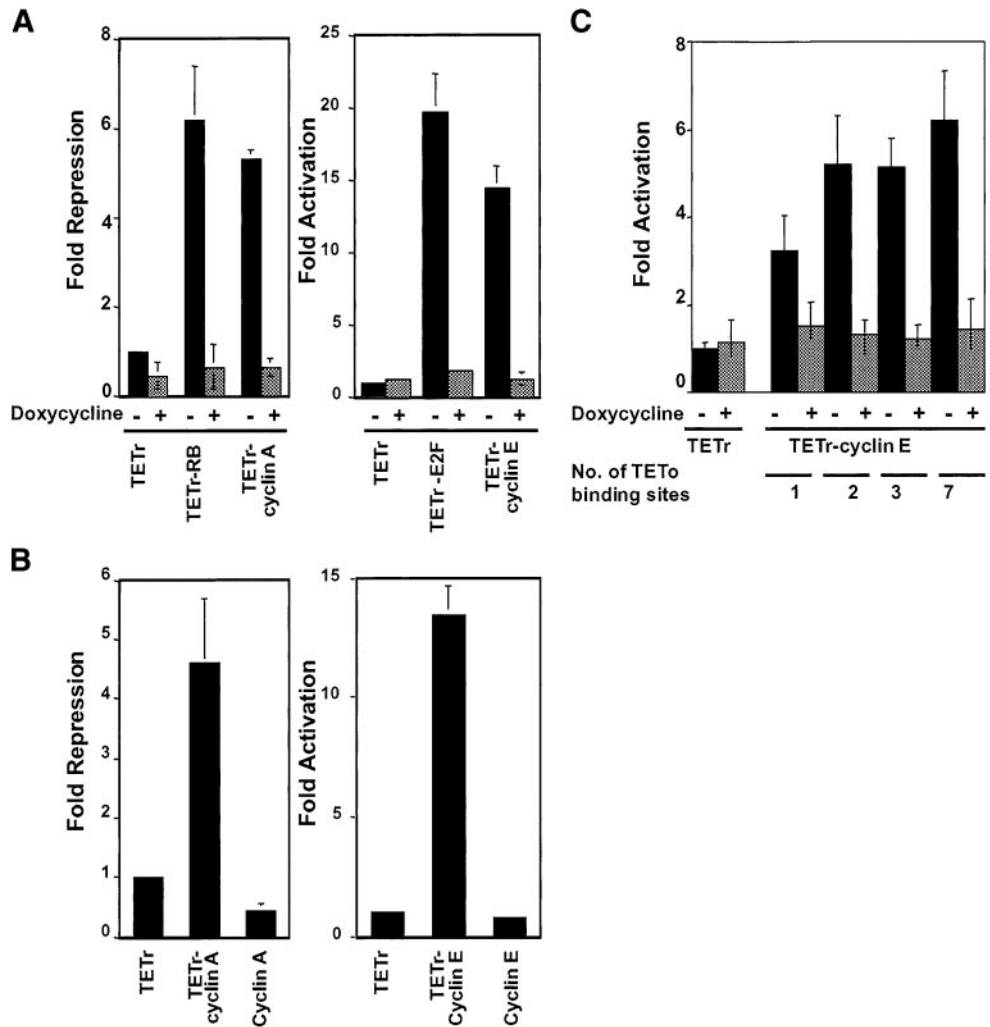 A
Fold Repression
8
6
4
2
0
Doxycycline - + - + - +
TETr
TETr-RB
TETr-
cyclin A
Fold Activation
25
20
15
10
5
0
- + - + - +
TETr
TETr-E2F
TETr-
cyclin E
C
Fold Activation
8
6
4
2
0
Doxycycline - + - + - + - + - +
TETr TETr-cyclin E
No. of TETo
binding sites 1 2 3 7
B
Fold Repression
6
5
4
3
2
1
0
TETr
TETr-
cyclin A
Cyclin A
Fold Activation
15
10
5
0
TETr
TETr-
Cyclin E
Cyclin E